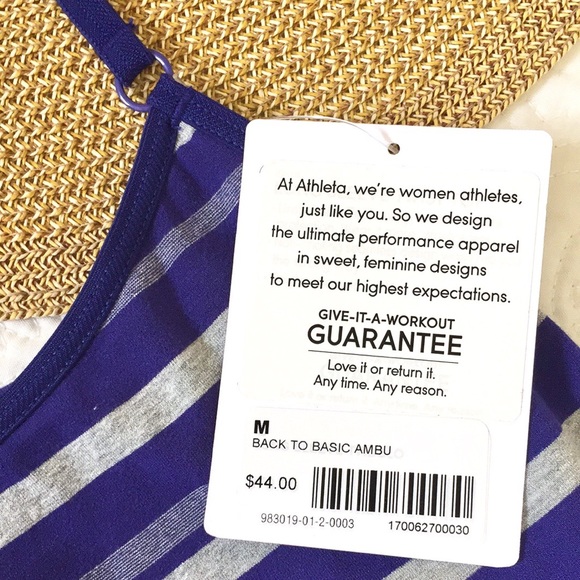 At Athleta, we're women athletes,
just like you. So we design
the ultimate performance apparel
in sweet, feminine designs
to meet our highest expectations.
GIVE-IT-A-WORKOUT
GUARANTEE
Love it or return it.
Any time. Any reason.
M
BACK TO BASIC AMBU
$44.00
983019-01-2-0003
170062700030